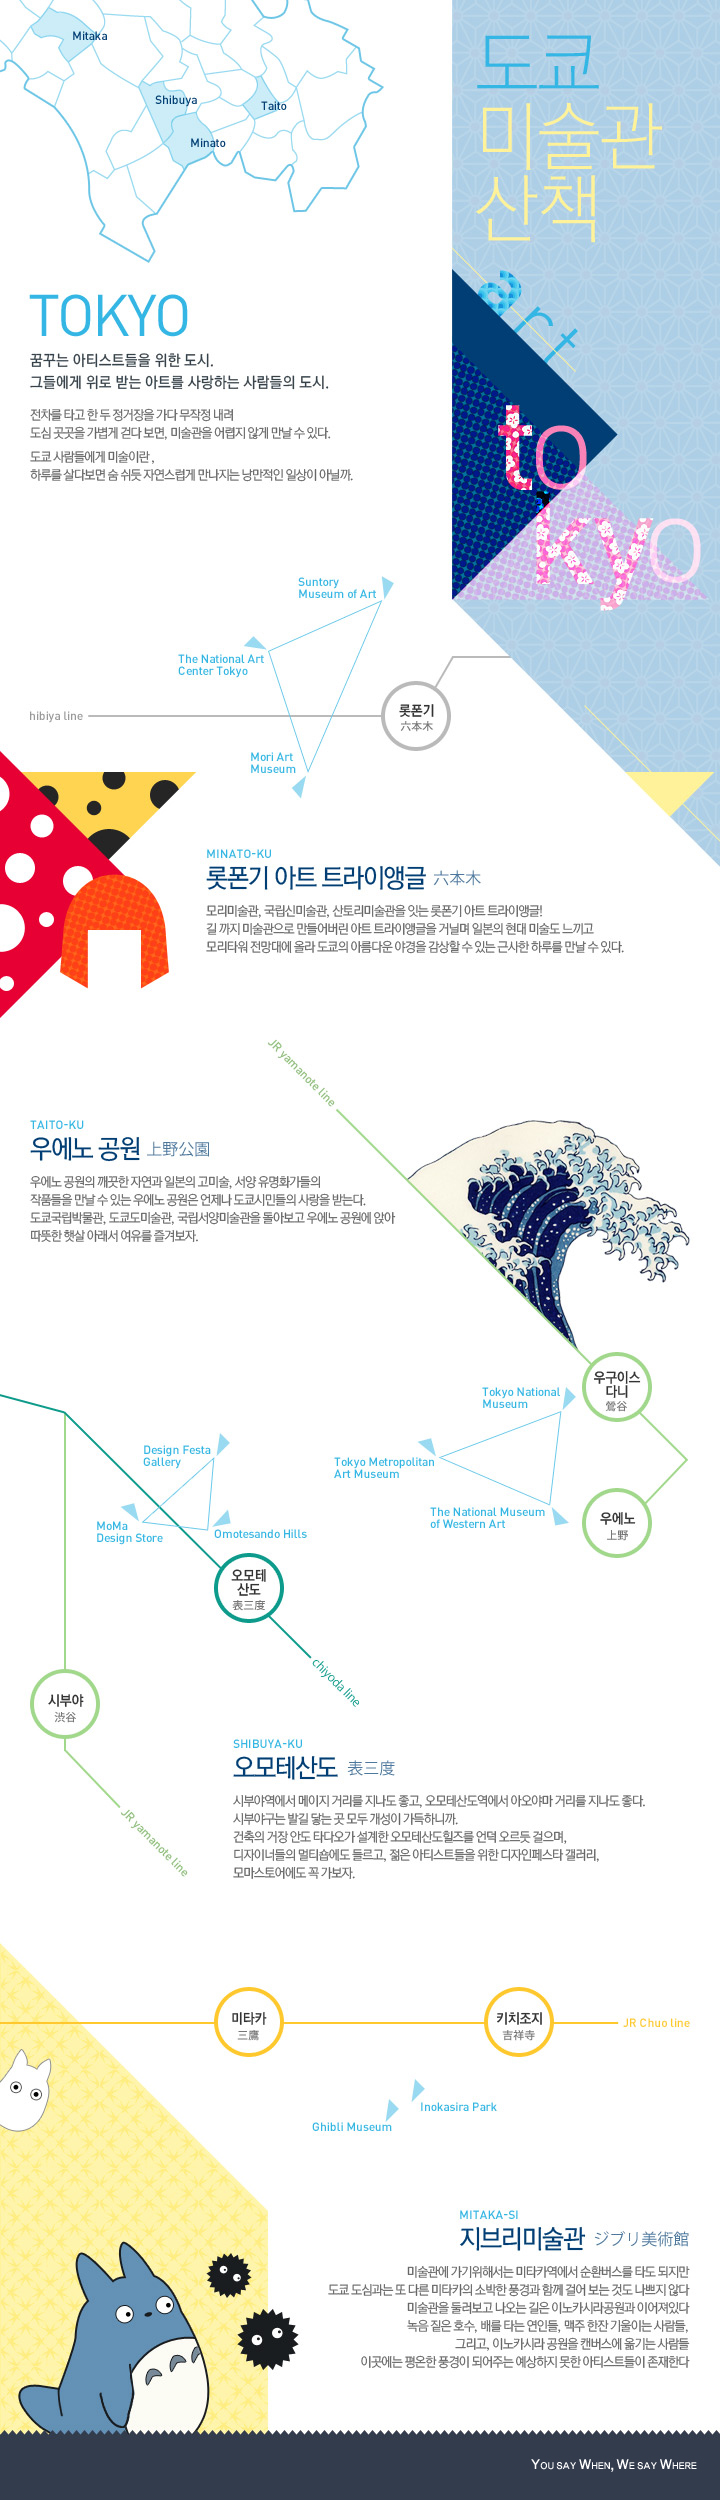 Mitaka
Shibuya
Taito
Minato
도쿄
미술관
산책
art
to
kyo
TOKYO
꿈꾸는 아티스트들을 위한 도시.
그들에게 위로 받는 아트를 사랑하는 사람들의 도시.
전차를 타고 한 두 정거장을 가다 무작정 내려
도심 곳곳을 가볍게 걷다 보면, 미술관을 어렵지 않게 만날 수 있다.
도쿄 사람들에게 미술이란 ,
하루를 살다보면 숨 쉬듯 자연스럽게 만나지는 낭만적인 일상이 아닐까.
Suntory
Museum of Art
The National Art
Center Tokyo
hibiya line
롯폰기
六本木
Mori Art
Museum
MINATO-KU
롯폰기 아트 트라이앵글 六本木
모리미술관, 국립신미술관, 산토리미술관을 잇는 롯폰기 아트 트라이앵글!
길 까지 미술관으로 만들어버린 아트 트라이앵글을 거닐며 일본의 현대 미술도 느끼고
모리타워 전망대에 올라 도쿄의 아름다운 야경을 감상할 수 있는 근사한 하루를 만날 수 있다.
JR yamanote line
TAITO-KU
우에노 공원 上野公園
우에노 공원의 깨끗한 자연과 일본의 고미술, 서양 유명화가들의
작품들을 만날 수 있는 우에노 공원은 언제나 도쿄시민들의 사랑을 받는다.
도쿄국립박물관, 도쿄도미술관, 국립서양미술관을 돌아보고 우에노 공원에 앉아
따뜻한 햇살 아래서 여유를 즐겨보자.
우구이스
다니
鶯谷
Tokyo National
Museum
Tokyo Metropolitan
Art Museum
The National Museum
of Western Art
우에노
上野
Design Festa
Gallery
MoMa
Design Store
Omotesando Hills
오모테
산도
表三度
chiyoda line
시부야
渋谷
JR yamanote line
SHIBUYA-KU
오모테산도 表三度
시부야역에서 메이지 거리를 지나도 좋고, 오모테산도역에서 아오야마 거리를 지나도 좋다.
시부야구는 발길 닿는 곳 모두 개성이 가득하니까.
건축의 거장 안도 타다오가 설계한 오모테산도힐즈를 언덕 오르듯 걸으며,
디자이너들의 멀티숍에도 들르고, 젊은 아티스트들을 위한 디자인페스타 갤러리,
모마스토어에도 꼭 가보자.
미타카
三鷹
키치조지
吉祥寺
JR Chuo line
Inokasira Park
Ghibli Museum
MITAKA-SI
지브리미술관 ジブリ美術館
미술관에 가기위해서는 미타카역에서 순환버스를 타도 되지만
도쿄 도심과는 또 다른 미타카의 소박한 풍경과 함께 걸어 보는 것도 나쁘지 않다
미술관을 둘러보고 나오는 길은 이노카시라공원과 이어져있다
녹음 짙은 호수, 배를 타는 연인들, 맥주 한잔 기울이는 사람들,
그리고, 이노카시라 공원을 캔버스에 옮기는 사람들
이곳에는 평온한 풍경이 되어주는 예상하지 못한 아티스트들이 존재한다
YOU SAY WHEN, WE SAY WHERE